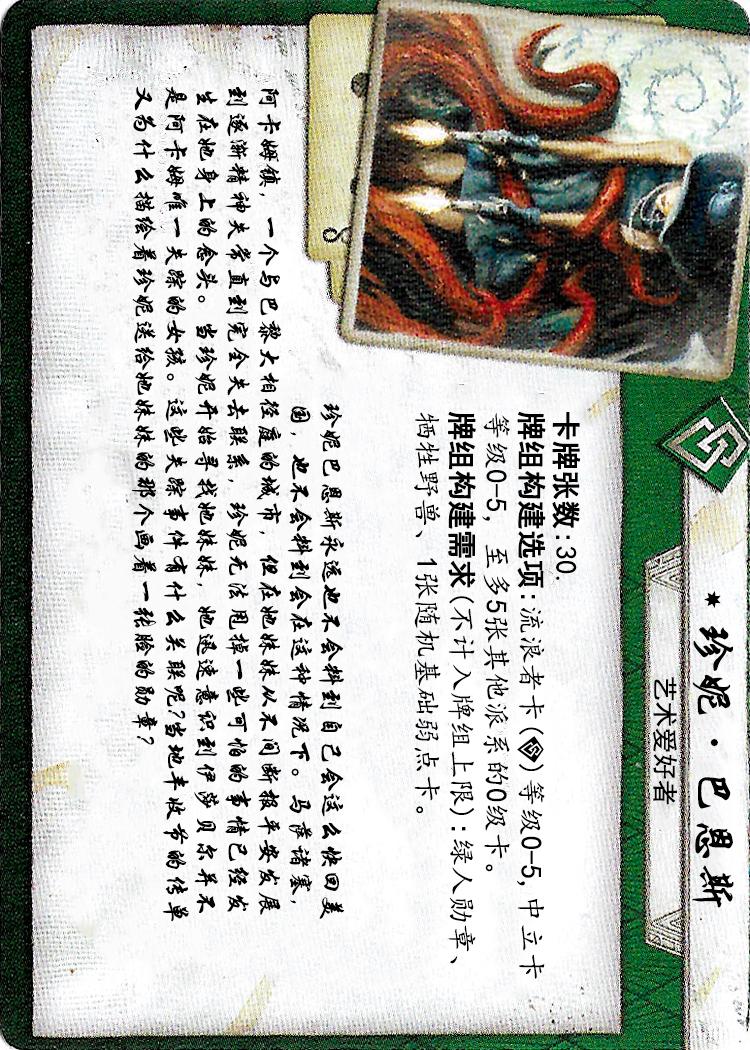 *珍妮·巴恩斯
艺术爱好者
卡牌张数:30.
牌组构建选项:流浪者卡()等级0-5,中立卡
等级0-5,至多5张其他派系的0级卡。
牌组构建需求(不计入牌组上限):绿人勋章、
牺牲野兽、1张随机基础弱点卡。
珍妮巴恩斯永远也不会料到自己会这么快回美
国,也不会料到会在这种情况下。马萨诸塞,
阿卡姆镇,一个与巴黎大相径庭的城市,但在她妹妹从不间断报平安发展
到逐渐精神失常直到完全失去联系,珍妮无法甩掉一些可怕的事情已经发
生在她身上的念头。当珍妮开始寻找她妹妹,她迅速意识到伊莎贝尔并不
是阿卡姆唯一失踪的女孩。这些失踪事件有什么关联呢?当地丰收节的传单
又为什么描绘着珍妮送给她妹妹的那个画着一张脸的勋章?